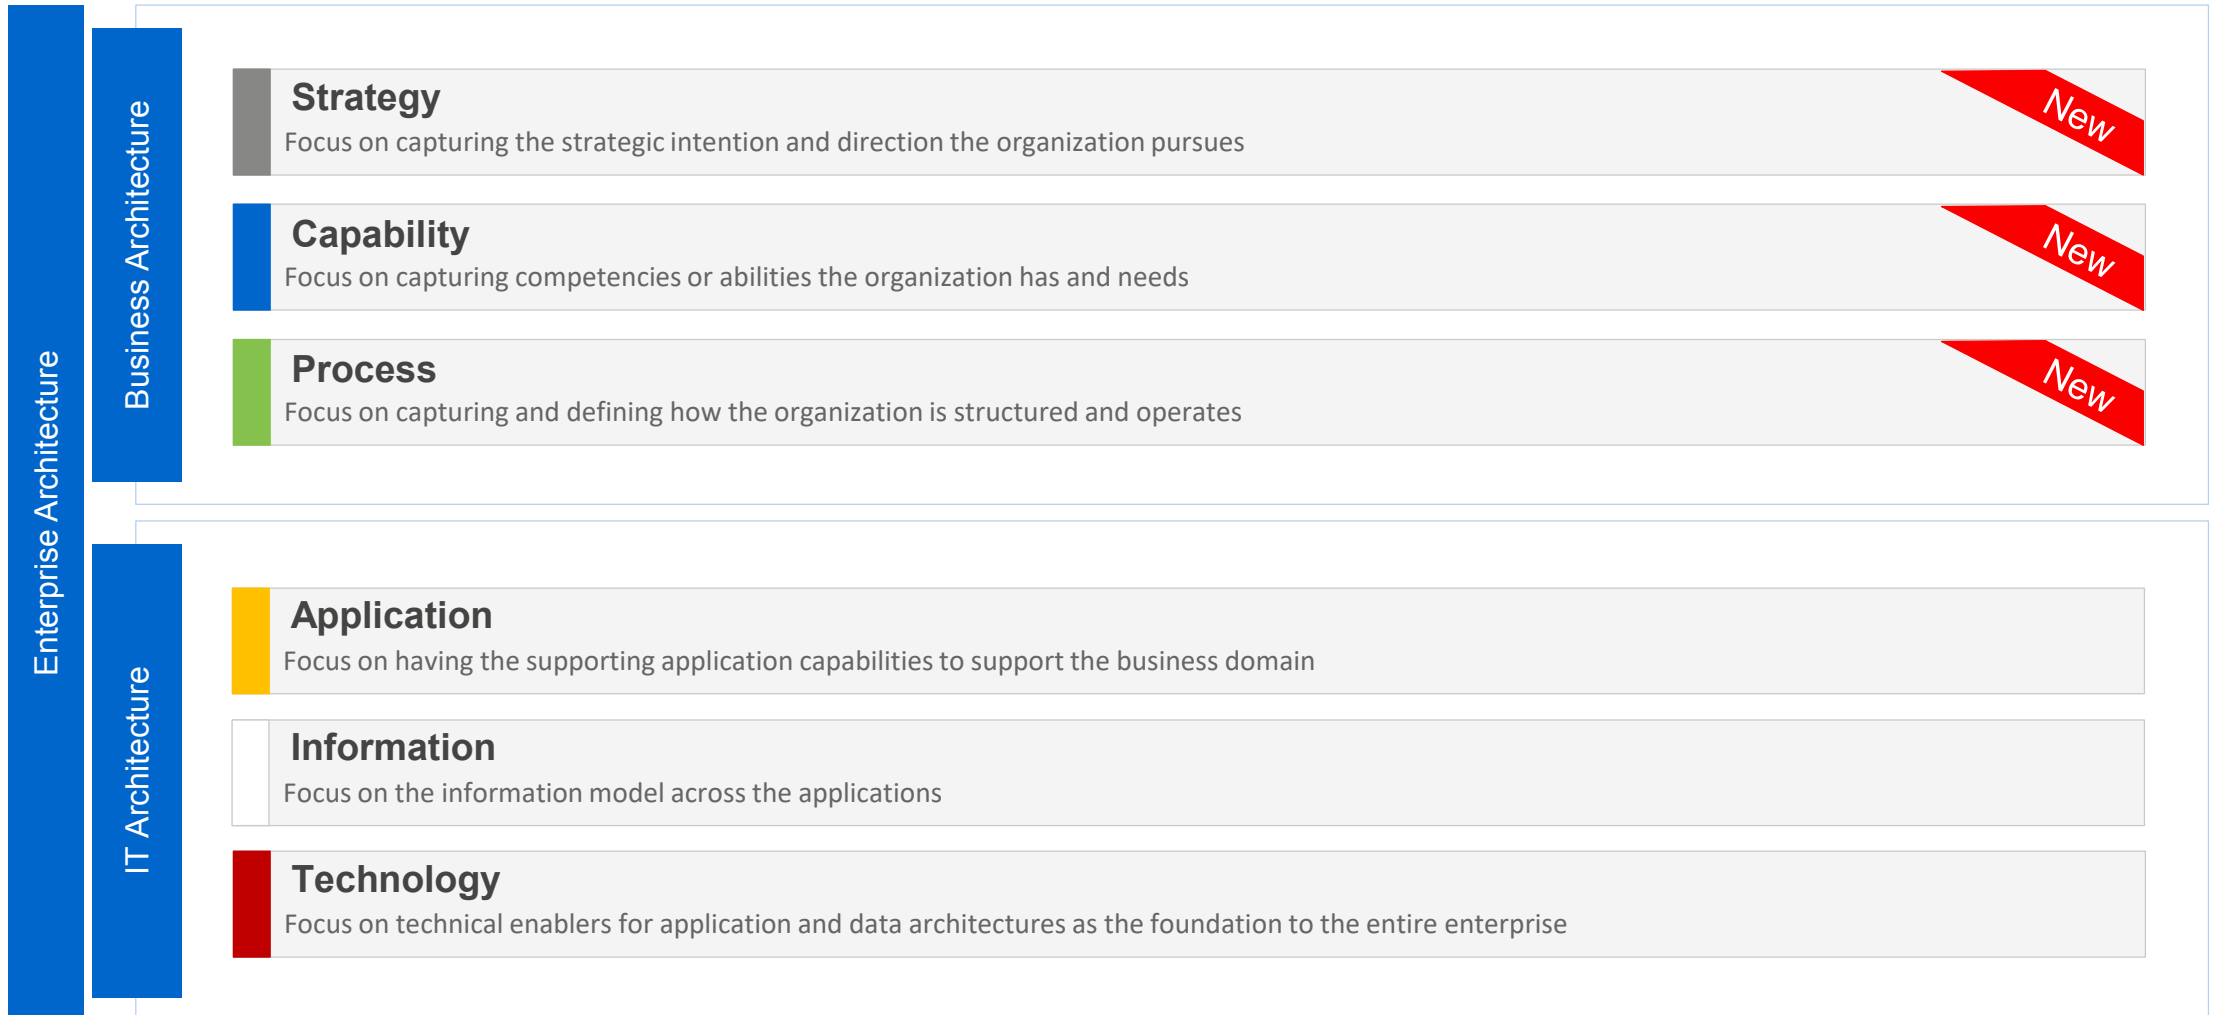 Enterprise Architecture
Business Architecture
Strategy
Focus on capturing the strategic intention and direction the organization pursues
New
Capability
Focus on capturing competencies or abilities the organization has and needs
New
Process
Focus on capturing and defining how the organization is structured and operates
New
IT Architecture
Application
Focus on having the supporting application capabilities to support the business domain
Information
Focus on the information model across the applications
Technology
Focus on technical enablers for application and data architectures as the foundation to the entire enterprise